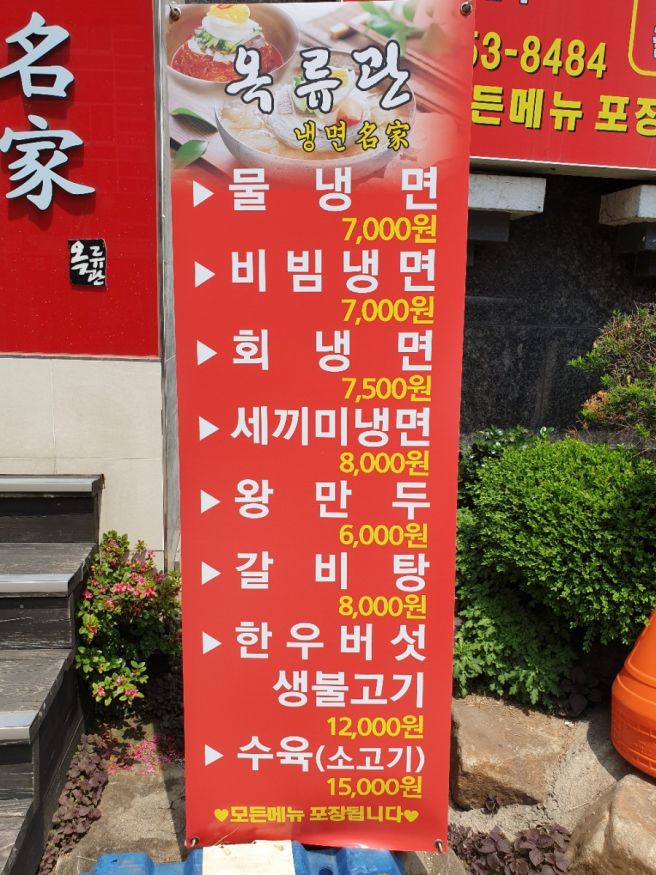 名
家
옥류관
옥류관
냉면名家
▶물 냉 면
7,000원
▶비 빔 냉 면
7,000원
▶회 냉 면
7,500원
▶세끼미냉면
8,000원
▶왕 만 두
6,000원
▶갈 비 탕
8,000원
▶한 우 버 섯
생불고기
12,000원
▶수육(소고기)
15,000원
♥모든메뉴 포장됩니다♥
53-8484
든메뉴 포장